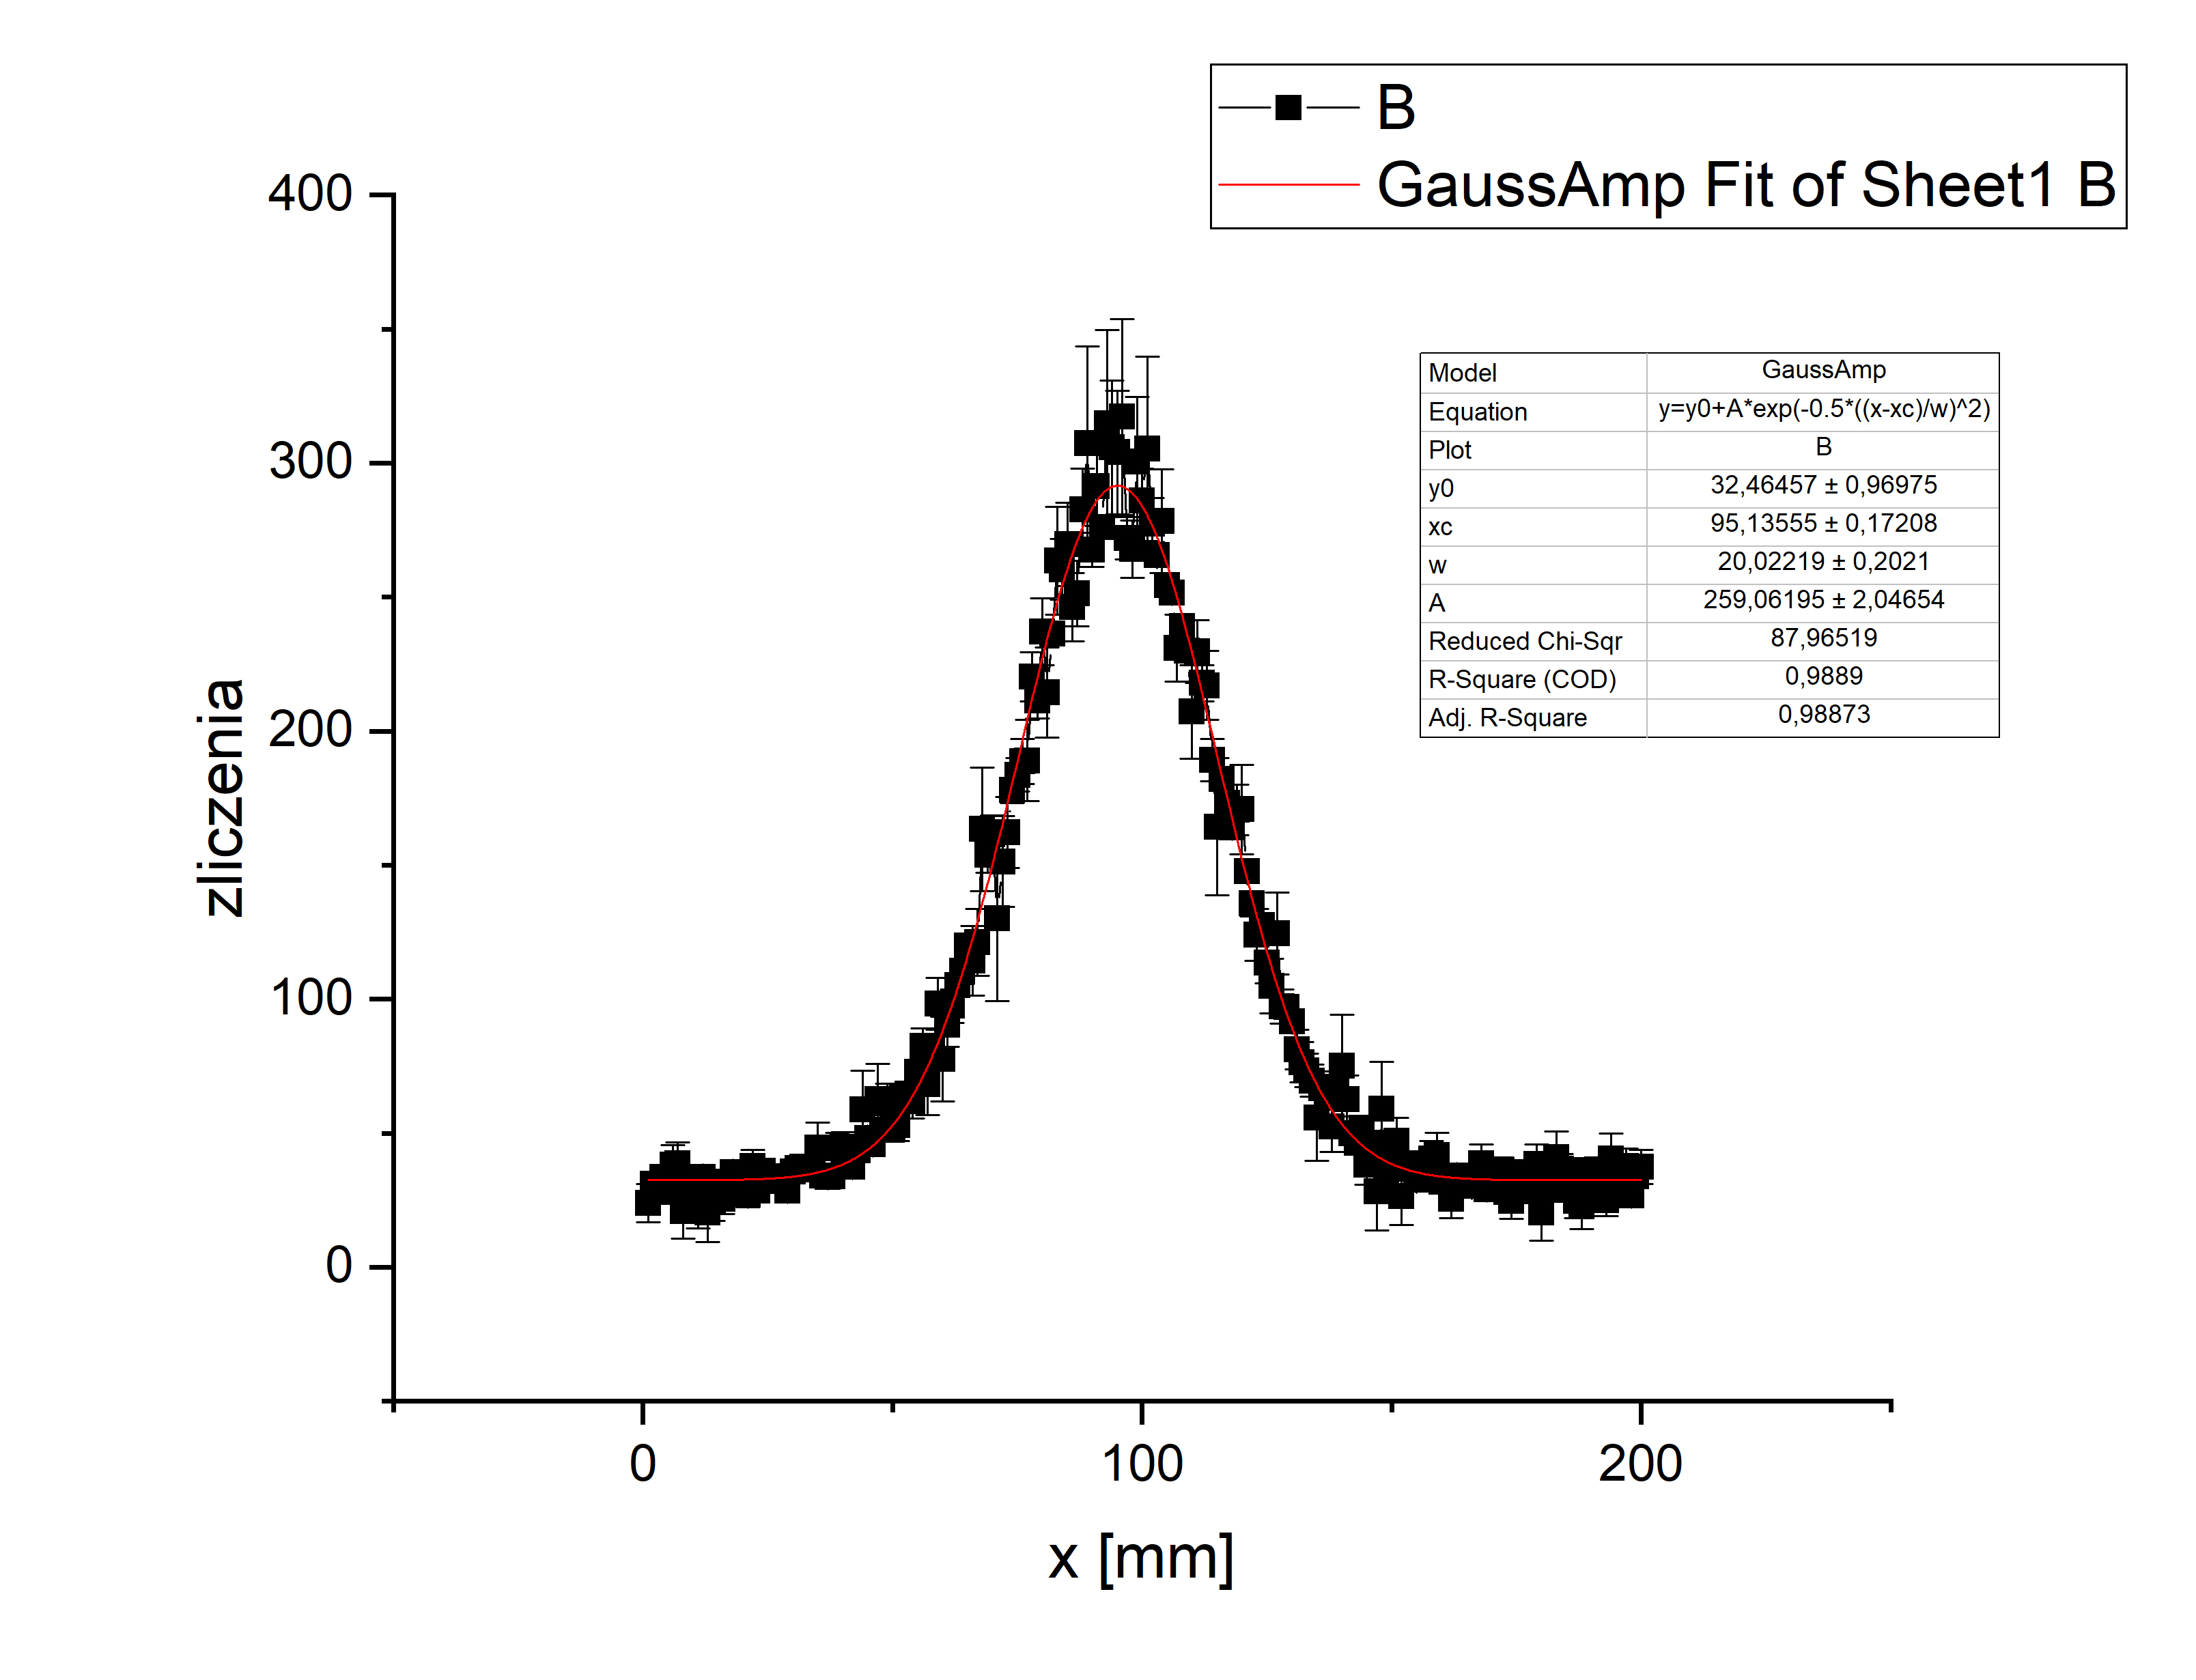 B
GaussAmp Fit of Sheet1 B
400
300
200
100
0
zliczenia
Model GaussAmp
Equation y=y0+A*exp(-0.5*((x-xc)/w)^2)
Plot B
y0 32,46457 ± 0,96975
xc 95,13555 ± 0,17208
w 20,02219 ± 0,2021
A 259,06195 ± 2,04654
Reduced Chi-Sqr 87,96519
R-Square (COD) 0,9889
Adj. R-Square 0,98873
0 100 200
x [mm]